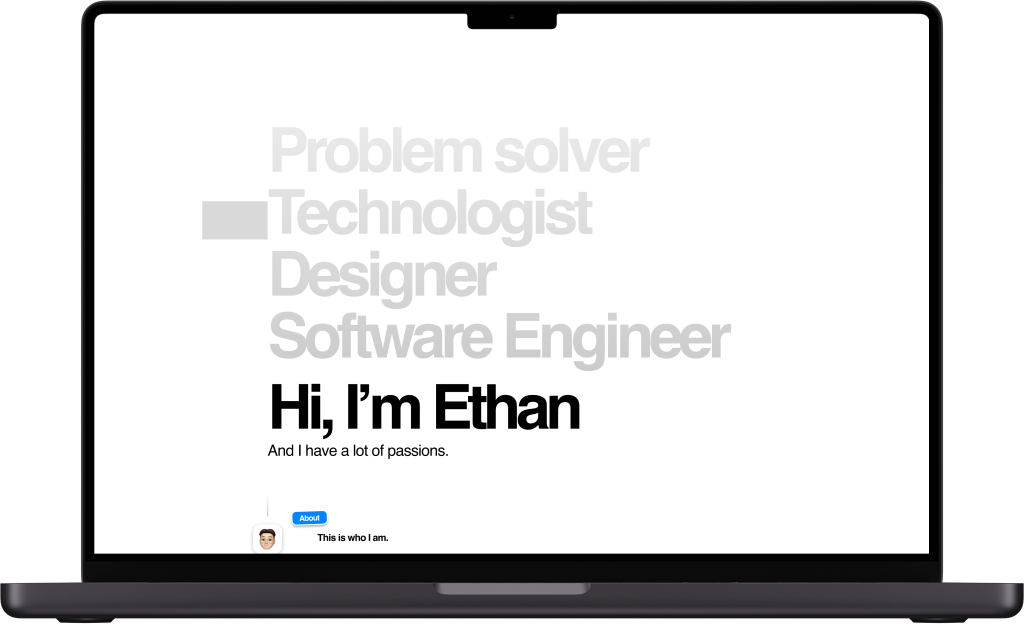 Problem solver
Technologist
Designer
Software Engineer
Hi, I’m Ethan
And I have a lot of passions.
About
This is who I am.